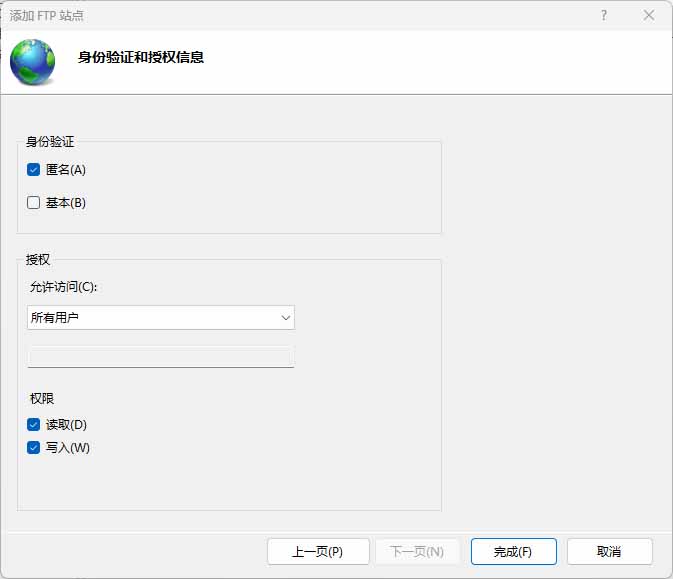 添加 FTP 站点
?
身份验证和授权信息
身份验证
匿名(A)
基本(B)
授权
允许访问(C):
所有用户
权限
读取(D)
写入(W)
上一页(P) 下一页(N) 完成(F) 取消